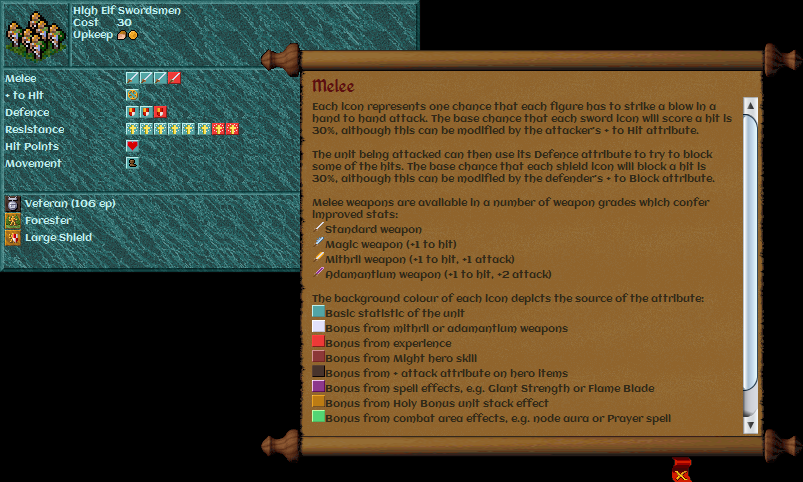 High Elf Swordsmen
Cost 30
Upkeep
Melee
+ to Hit
Defence
Resistance
Hit Points
Movement
Veteran (106 ep)
Forester
Large Shield
Melee
Each icon represents one chance that each figure has to strike a blow in a
hand to hand attack. The base chance that each sword icon will score a hit is
30%, although this can be modified by the attacker's + to Hit attribute.
The unit being attacked can then use its Defence attribute to try to block
some of the hits. The base chance that each shield icon will block a hit is
30%, although this can be modified by the defender's + to Block attribute.
Melee weapons are available in a number of weapon grades which confer
improved stats:
Standard weapon
Magic weapon (+1 to hit)
Mithril weapon (+1 to hit, +1 attack)
Adamantium weapon (+1 to hit, +2 attack)
The background colour of each icon depicts the source of the attribute:
Basic statistic of the unit
Bonus from mithril or adamantium weapons
Bonus from experience
Bonus from Might hero skill
Bonus from + attack attribute on hero items
Bonus from spell effects, e.g. Giant Strength or Flame Blade
Bonus from Holy Bonus unit stack effect
Bonus from combat area effects, e.g. node aura or Prayer spell